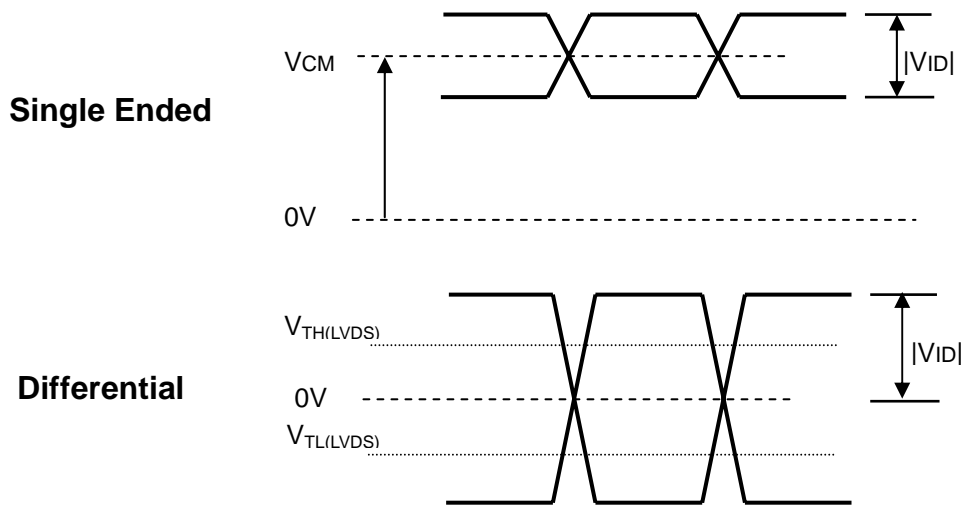 VCM
|VID|
Single Ended
0V
VTH(LVDS)
|VID|
Differential
0V
VTL(LVDS)